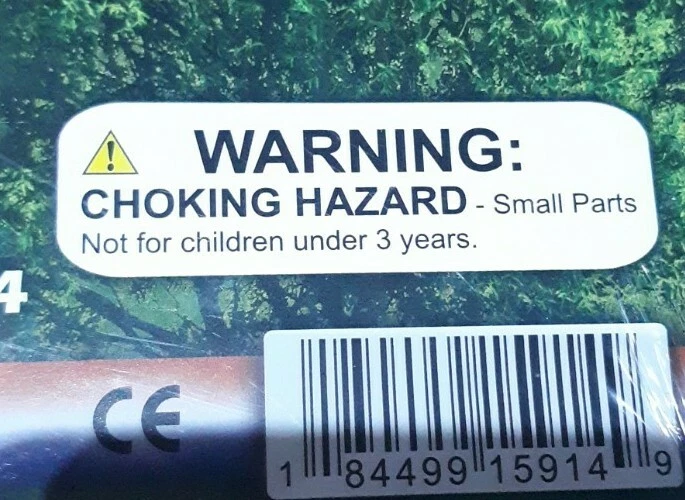 WARNING:
CHOKING HAZARD - Small Parts
Not for children under 3 years.
4
CE
1 84499 15914 9